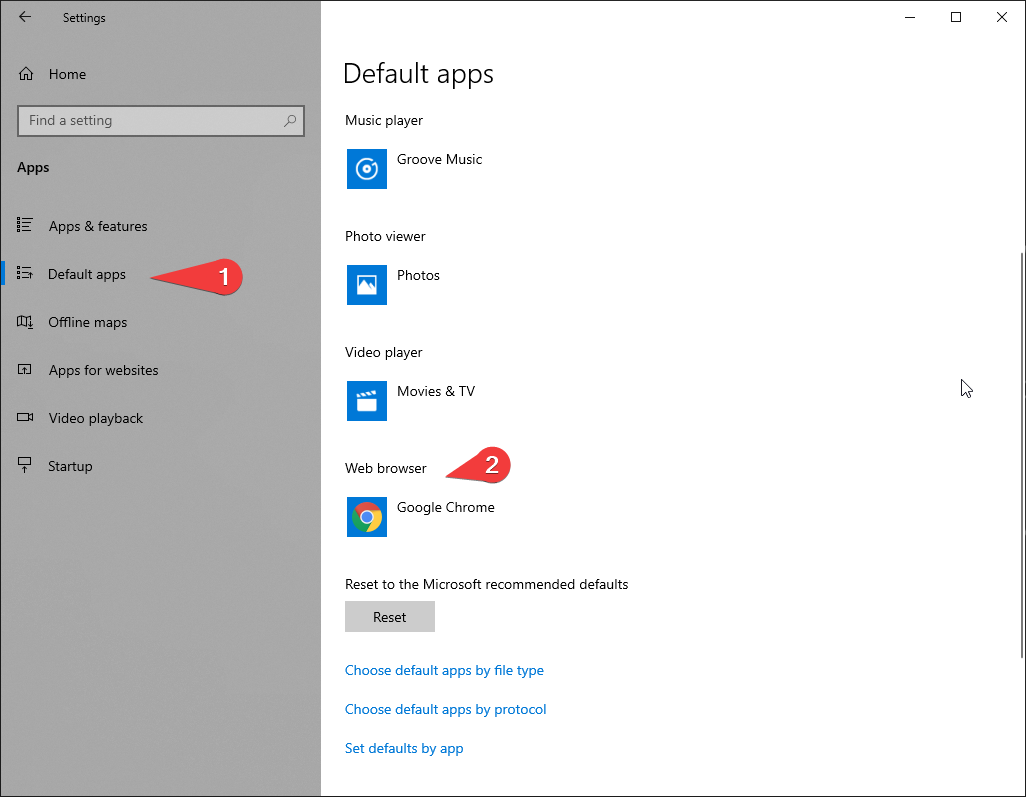 Settings
Home
Find a setting
Apps
Apps & features
Default apps
1
Offline maps
Apps for websites
Video playback
Startup
Default apps
Music player
Groove Music
Photo viewer
Photos
Video player
Movies & TV
Web browser
2
Google Chrome
Reset to the Microsoft recommended defaults
Reset
Choose default apps by file type
Choose default apps by protocol
Set defaults by app